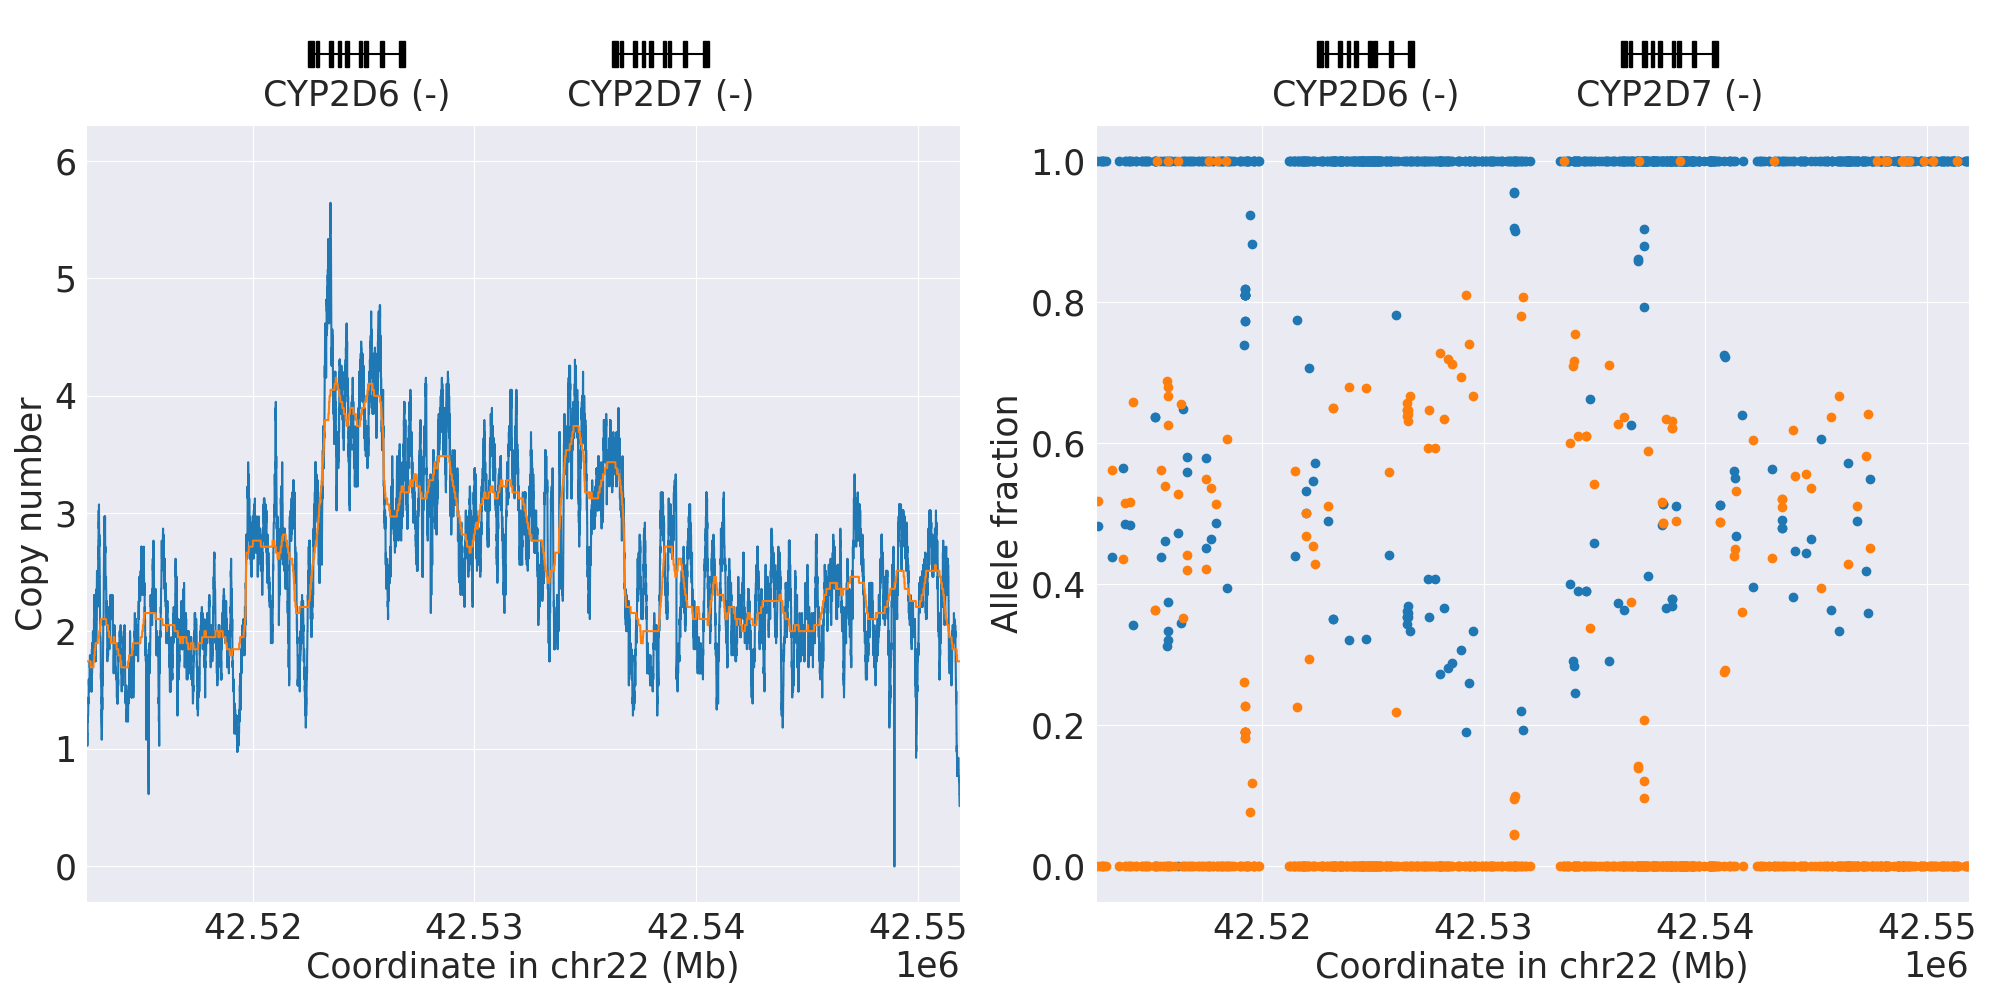 CYP2D6 (-) CYP2D7 (-)
Copy number
6
5
4
3
2
1
0
42.52 42.53 42.54 42.55
Coordinate in chr22 (Mb) 1e6
CYP2D6 (-) CYP2D7 (-)
Allele fraction
1.0
0.8
0.6
0.4
0.2
0.0
42.52 42.53 42.54 42.55
Coordinate in chr22 (Mb) 1e6